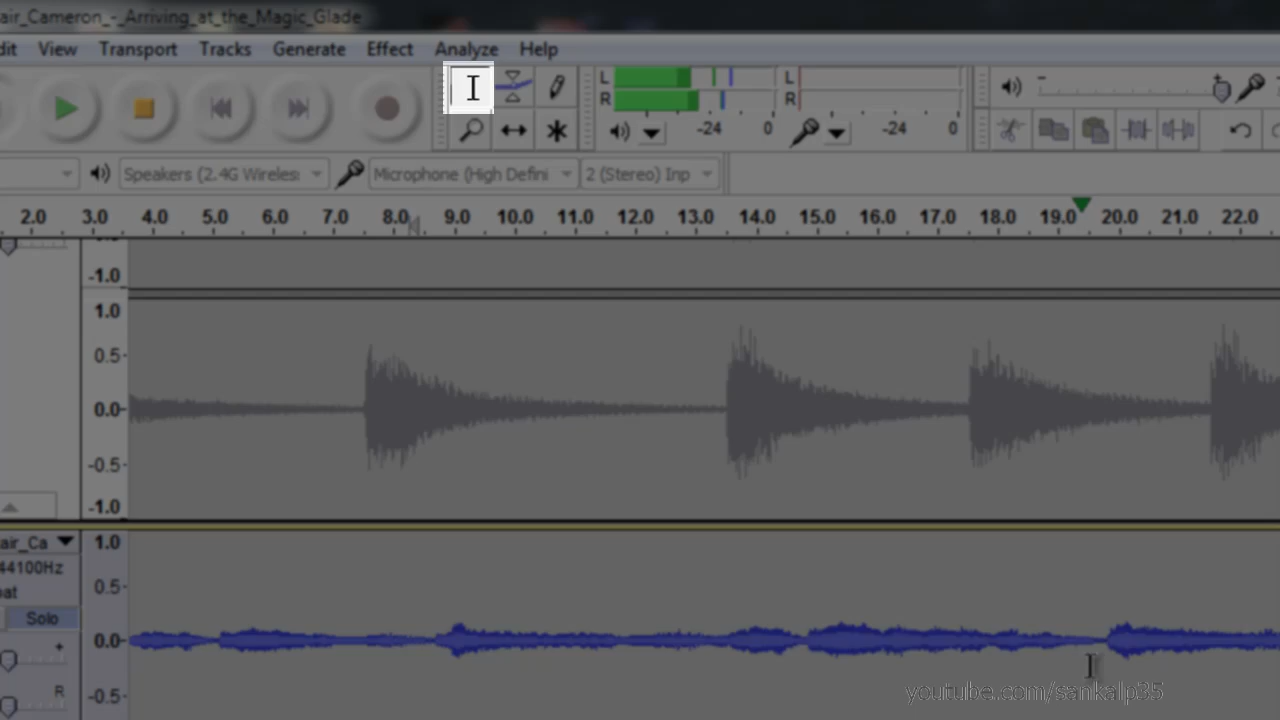 air_Cameron_-_Arriving_at_the_Magic_Glade
dit View Transport Tracks Generate Effect Analyze Help
L L
R R
-24 0 -24 0
Speakers (2.4G Wireles: Microphone (High Defini 2 (Stereo) Inp
2.0 3.0 4.0 5.0 6.0 7.0 8.0 9.0 10.0 11.0 12.0 13.0 14.0 15.0 16.0 17.0 18.0 19.0 20.0 21.0 22.0
-1.0
1.0
0.5
0.0
-0.5
-1.0
air_Ca 1.0
44100Hz
0.5
oat
Solo
0.0
R
-0.5
youtube.com/sankalp35